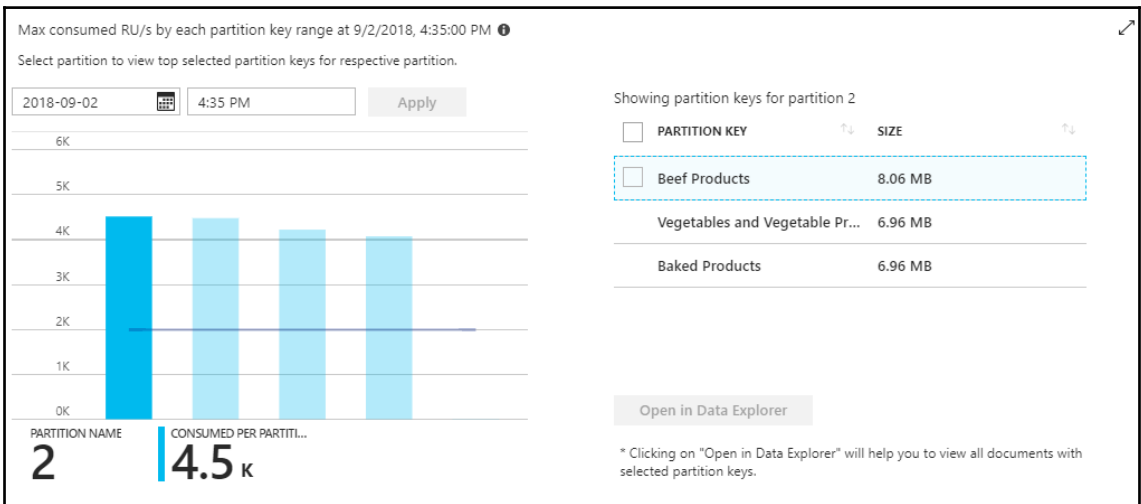 Max consumed RU/s by each partition key range at 9/2/2018, 4:35:00 PM
Select partition to view top selected partition keys for respective partition.
2018-09-02
4:35 PM
Apply
6K
5K
4K
3K
2K
1K
0K
PARTITION NAME
2
CONSUMED PER PARTITI...
4.5 K
Showing partition keys for partition 2
PARTITION KEY SIZE
Beef Products 8.06 MB
Vegetables and Vegetable Pr... 6.96 MB
Baked Products 6.96 MB
Open in Data Explorer
* Clicking on "Open in Data Explorer" will help you to view all documents with
selected partition keys.